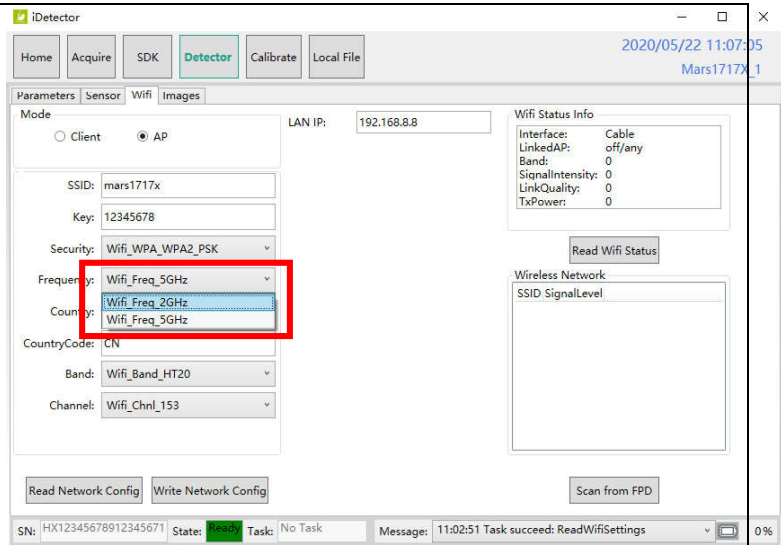 iDetector
Home Acquire SDK Detector Calibrate Local File
2020/05/22 11:07:05
Mars1717X_1
Parameters Sensor Wifi Images
Mode
Client AP
LAN IP: 192.168.8.8
SSID: mars1717x
Key: 12345678
Security: Wifi_WPA_WPA2_PSK
Frequency: Wifi_Freq_5GHz
Wifi_Freq_2GHz
Country:
Wifi_Freq_5GHz
CountryCode: CN
Band: Wifi_Band_HT20
Channel: Wifi_Chnl_153
Read Network Config Write Network Config
Wifi Status Info
Interface: Cable
LinkedAP: off/any
Band: 0
SignalIntensity: 0
LinkQuality: 0
TxPower: 0
Read Wifi Status
Wireless Network
SSID SignalLevel
Scan from FPD
SN: HX12345678912345671 State: Ready Task: No Task Message: 11:02:51 Task succeed: ReadWifiSettings 0%